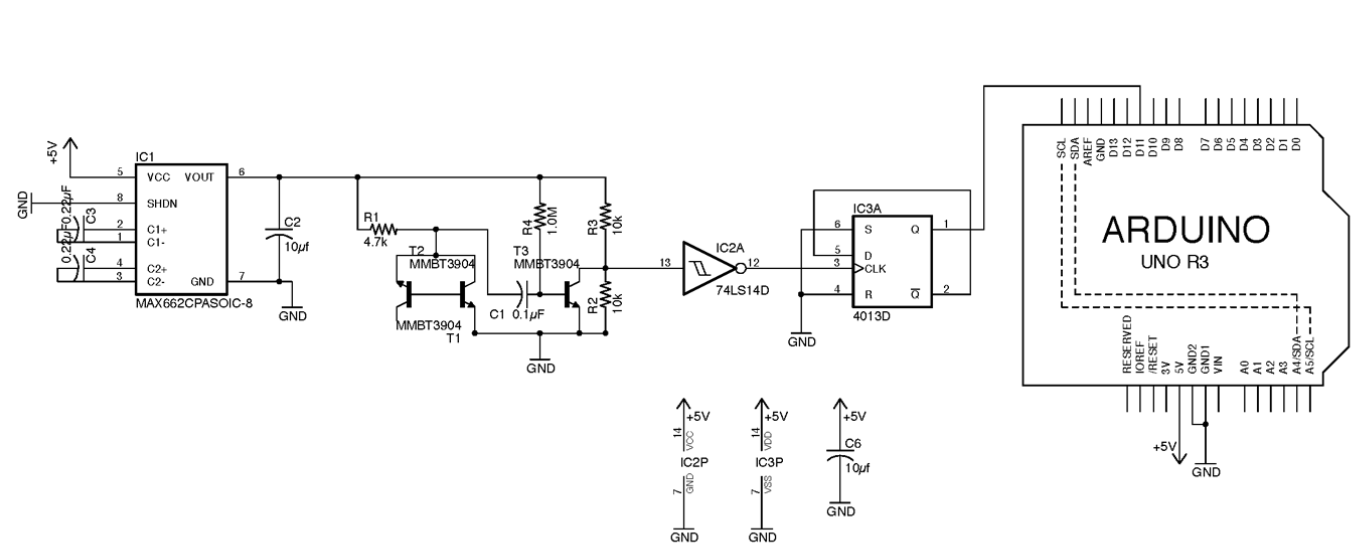 IC1
+5V
5 VCC VOUT 6
GND
8 SHDN
0.22µF
C3
2 C1+
1 C1-
0.22µF
C4
4 C2+
3 C2- GND 7
MAX662CPASOIC-8
C2
10µf
GND
R1
4.7k
T2
MMBT3904
MMBT3904
T1
C1 0.1µF
T3
MMBT3904
R4
1.0M
R3
10k
R2
10k
GND
13 IC2A 12
74LS14D
IC3A
6 S Q 1
5 D
3 CLK
4 R Q 2
4013D
GND
SCL
SDA
AREF
GND
D13
D12
D11
D10
D9
D8
D7
D6
D5
D4
D3
D2
D1
D0
ARDUINO
UNO R3
RESERVED
IOREF
/RESET
3V
5V
GND2
GND1
VIN
A0
A1
A2
A3
A4/SDA
A5/SCL
+5V
GND
+5V
14 VCC
IC2P
7 GND
GND
+5V
14 VDD
IC3P
7 VSS
GND
+5V
C6
10µf
GND